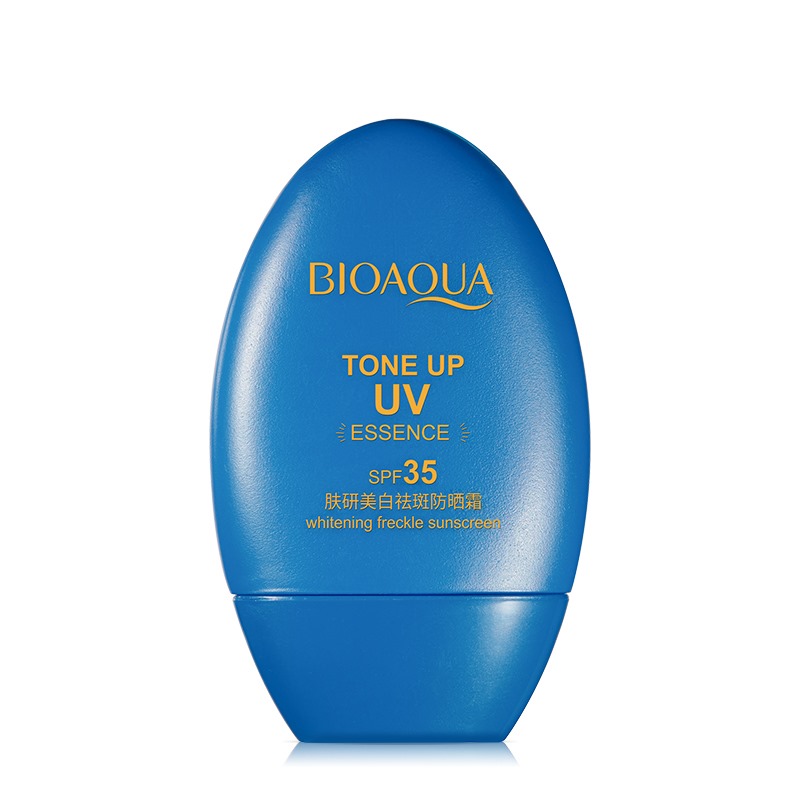 BIOAQUA
TONE UP
UV
ESSENCE
SPF35
肤研美白祛斑防晒霜
whitening freckle sunscreen